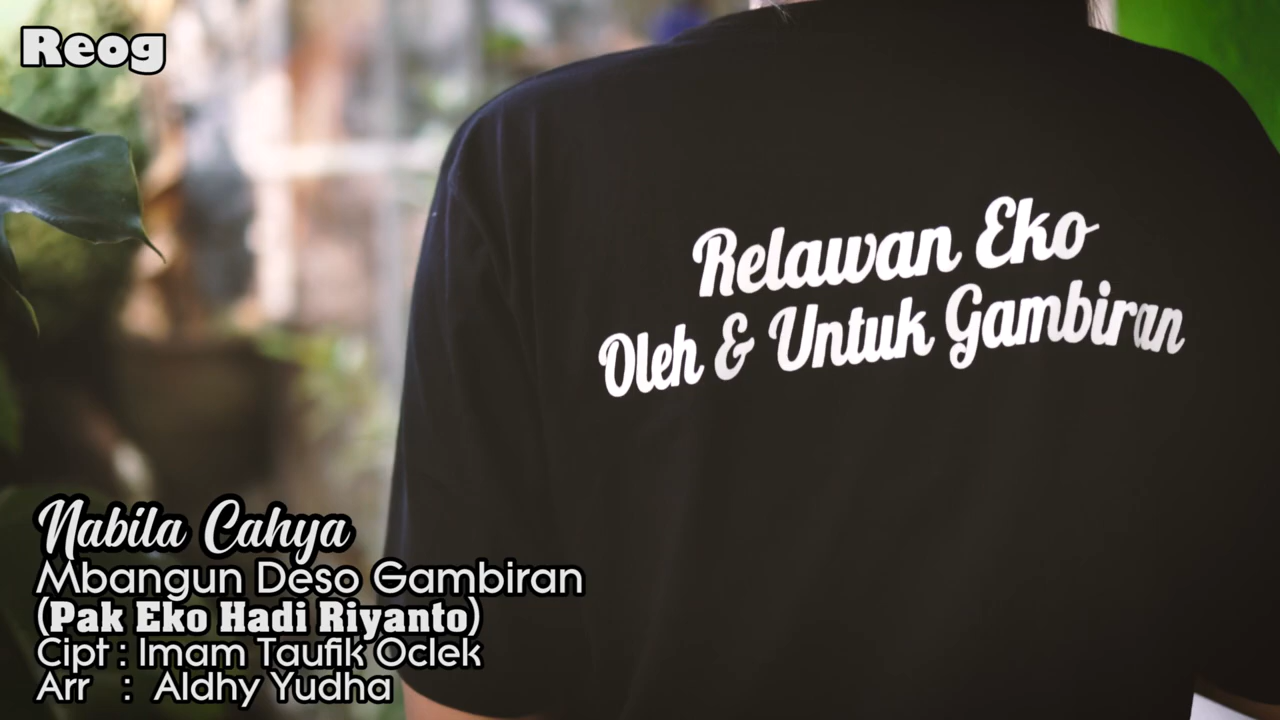 Reog
Relawan Eko
Oleh & Untuk Gambiran
Nabila Cahya
Mbangun Deso Gambiran
(Pak Eko Hadi Riyanto)
Cipt : Imam Taufik Oclek
Arr : Aldhy Yudha